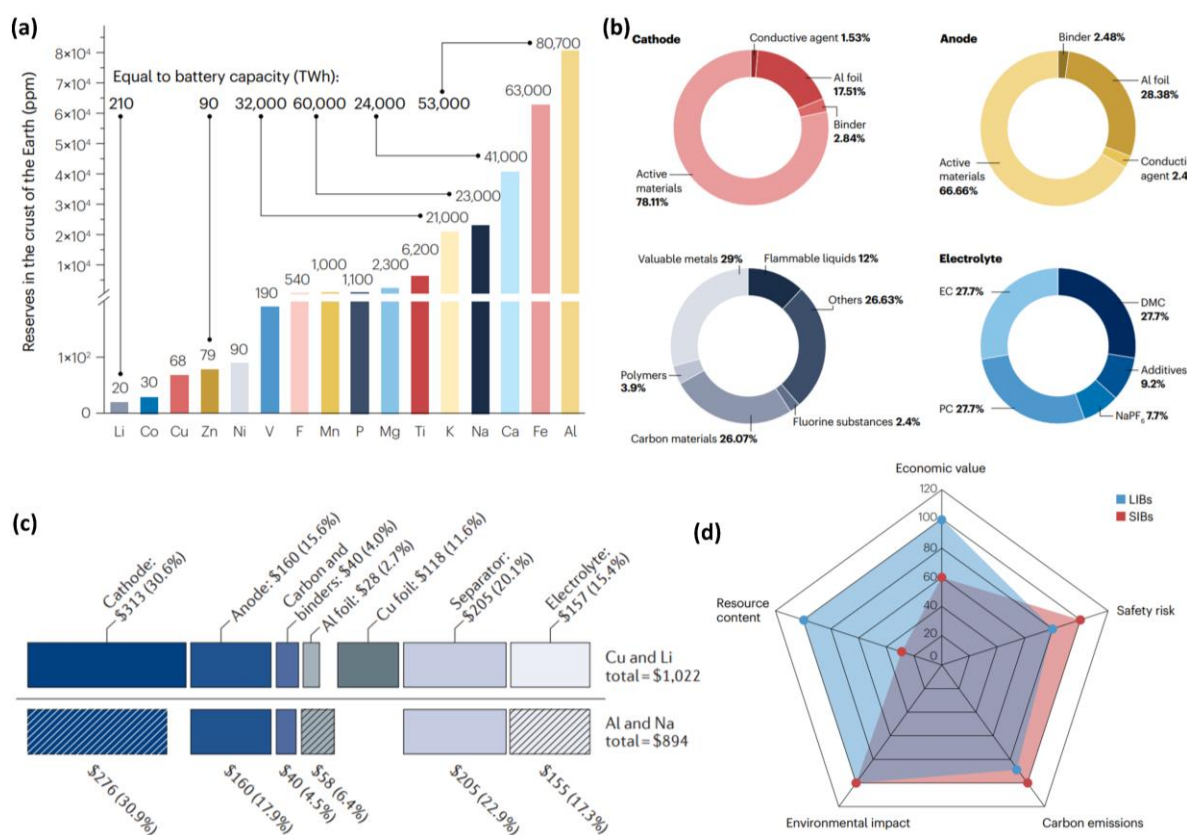 (a)
Reserves in the crust of the Earth (ppm)
8×10⁴
7×10⁴
6×10⁴
5×10⁴
4×10⁴
3×10⁴
2×10⁴
1×10⁴
1×10²
0
Equal to battery capacity (TWh):
210
90
32,000
60,000
24,000
53,000
20
30
68
79
90
190
540
1,000
1,100
2,300
6,200
21,000
23,000
41,000
63,000
80,700
Li
Co
Cu
Zn
Ni
V
F
Mn
P
Mg
Ti
K
Na
Ca
Fe
Al
(b)
Cathode
Conductive agent 1.53%
Al foil
17.51%
Binder
2.84%
Active
materials
78.11%
Anode
Binder 2.48%
Al foil
28.38%
Conducti
agent 2.4
Active
materials
66.66%
Valuable metals 29%
Flammable liquids 12%
Others 26.63%
Polymers
3.9%
Fluorine substances 2.4%
Carbon materials 26.07%
Electrolyte
EC 27.7%
DMC
27.7%
Additives
9.2%
NaPF₆ 7.7%
PC 27.7%
(c)
Cathode:
$313 (30.6%)
Anode: $160 (15.6%)
Carbon and
binders: $40 (4.0%)
Al foil: $28 (2.7%)
Cu foil: $118 (11.6%)
Separator:
$205 (20.1%)
Electrolyte:
$157 (15.4%)
Cu and Li
total = $1,022
Al and Na
total = $894
$276 (30.9%)
$160 (17.9%)
$40 (4.5%)
$58 (6.4%)
$205 (22.9%)
$155 (17.3%)
(d)
Economic value
120
100
80
60
40
20
0
LIBs
SIBs
Resource
content
Safety risk
Environmental impact
Carbon emissions